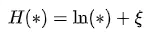 H(*) = ln(*) + ξ